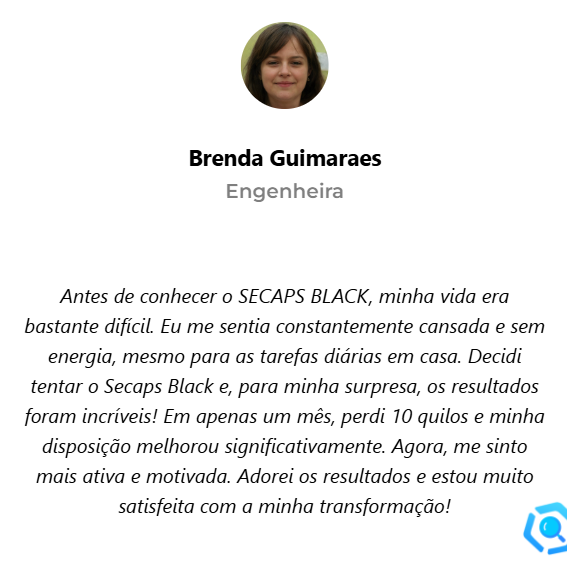 Brenda Guimaraes
Engenheira
Antes de conhecer o SECAPS BLACK, minha vida era
bastante difícil. Eu me sentia constantemente cansada e sem
energia, mesmo para as tarefas diárias em casa. Decidi
tentar o Secaps Black e, para minha surpresa, os resultados
foram incríveis! Em apenas um mês, perdi 10 quilos e minha
disposição melhorou significativamente. Agora, me sinto
mais ativa e motivada. Adorei os resultados e estou muito
satisfeita com a minha transformação!